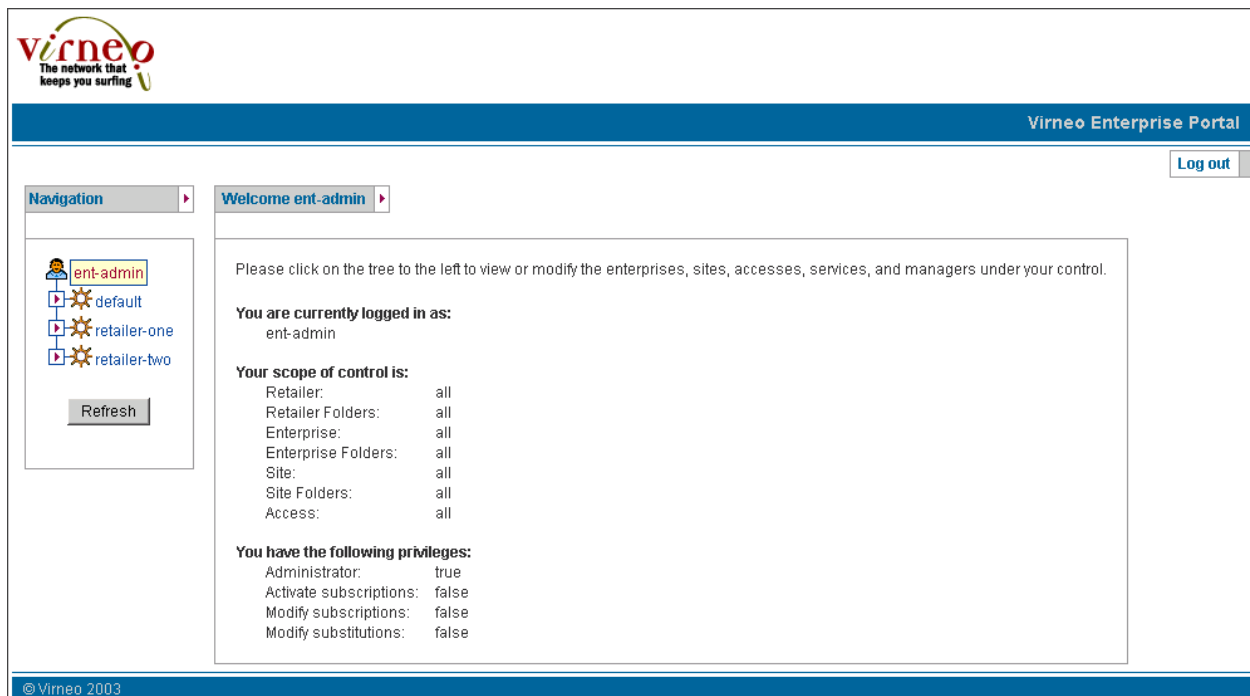 Virneo
The network that
keeps you surfing
Virneo Enterprise Portal
Log out
Navigation
Welcome ent-admin
ent-admin
default
retailer-one
retailer-two
Refresh
Please click on the tree to the left to view or modify the enterprises, sites, accesses, services, and managers under your control.
You are currently logged in as:
ent-admin
Your scope of control is:
Retailer: all
Retailer Folders: all
Enterprise: all
Enterprise Folders: all
Site: all
Site Folders: all
Access: all
You have the following privileges:
Administrator: true
Activate subscriptions: false
Modify subscriptions: false
Modify substitutions: false
© Virneo 2003